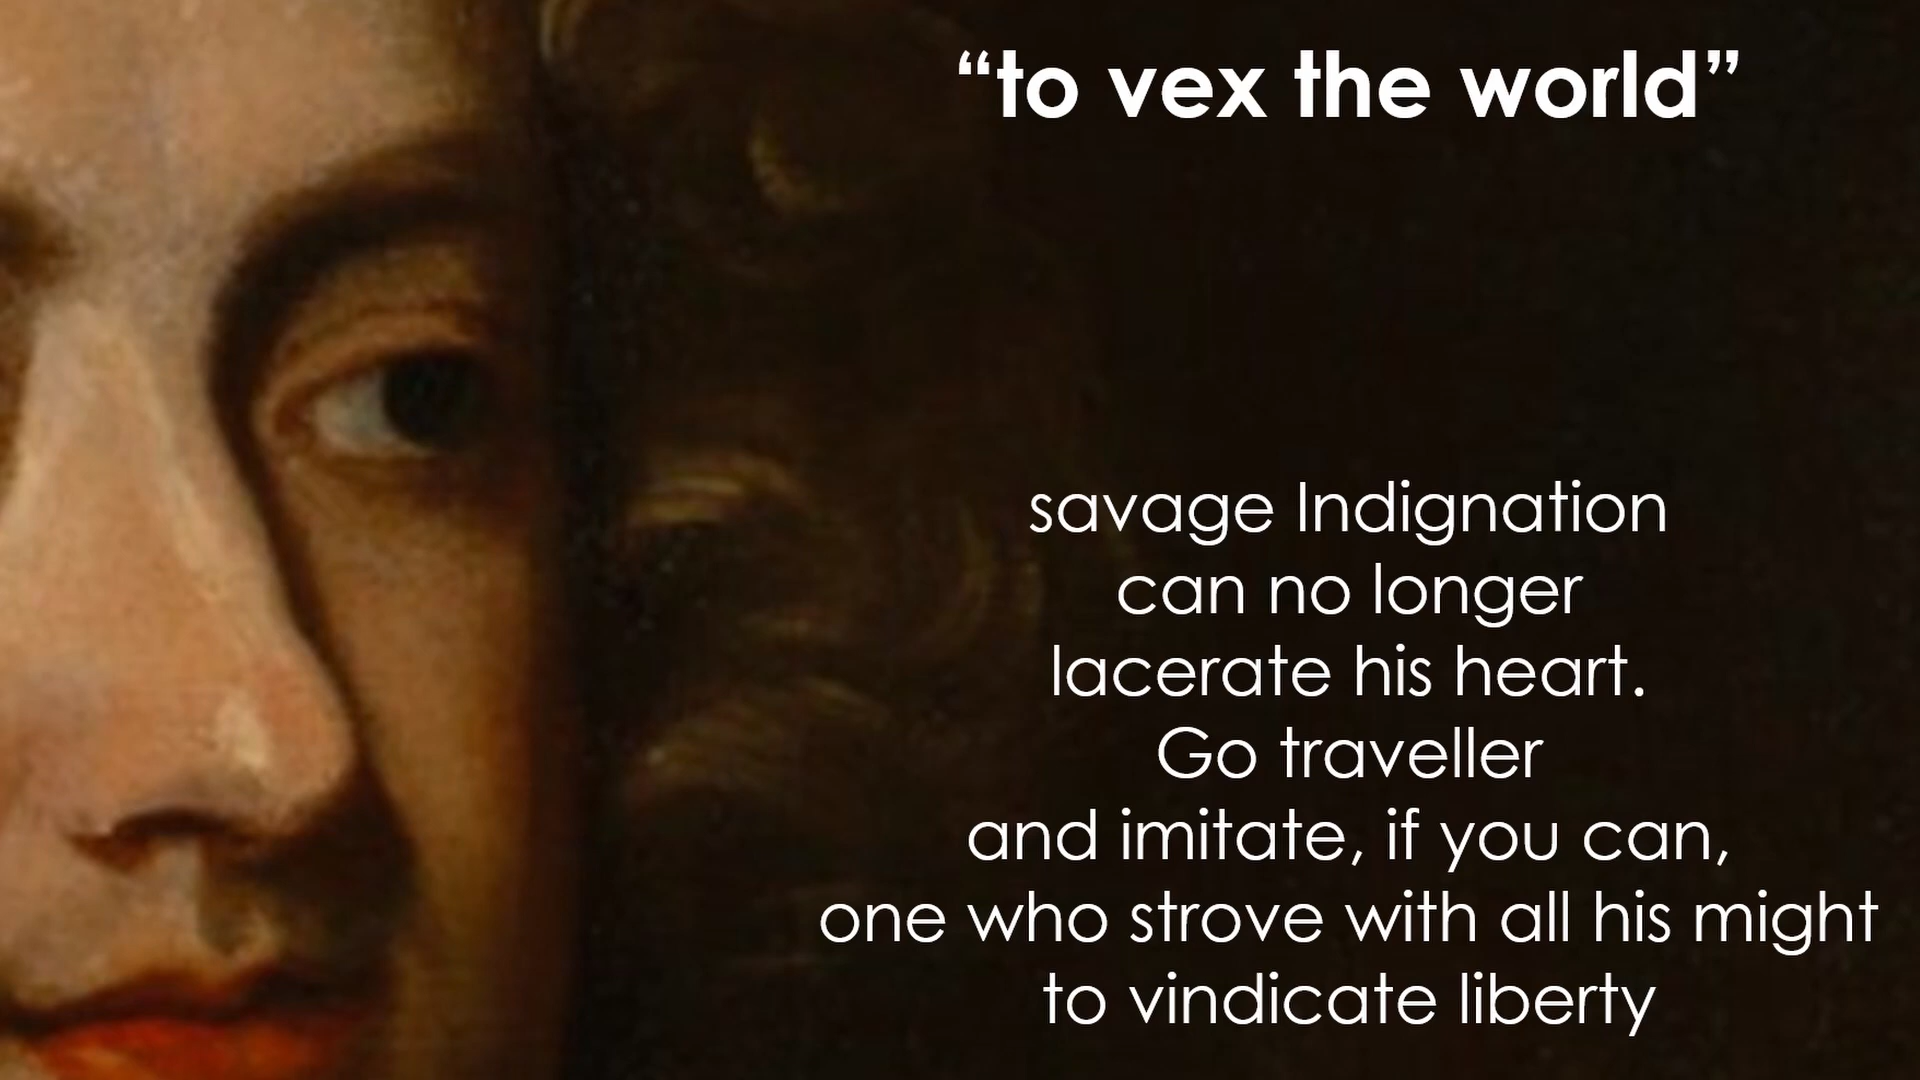 “to vex the world”
savage Indignation
can no longer
lacerate his heart.
Go traveller
and imitate, if you can,
one who strove with all his might
to vindicate liberty